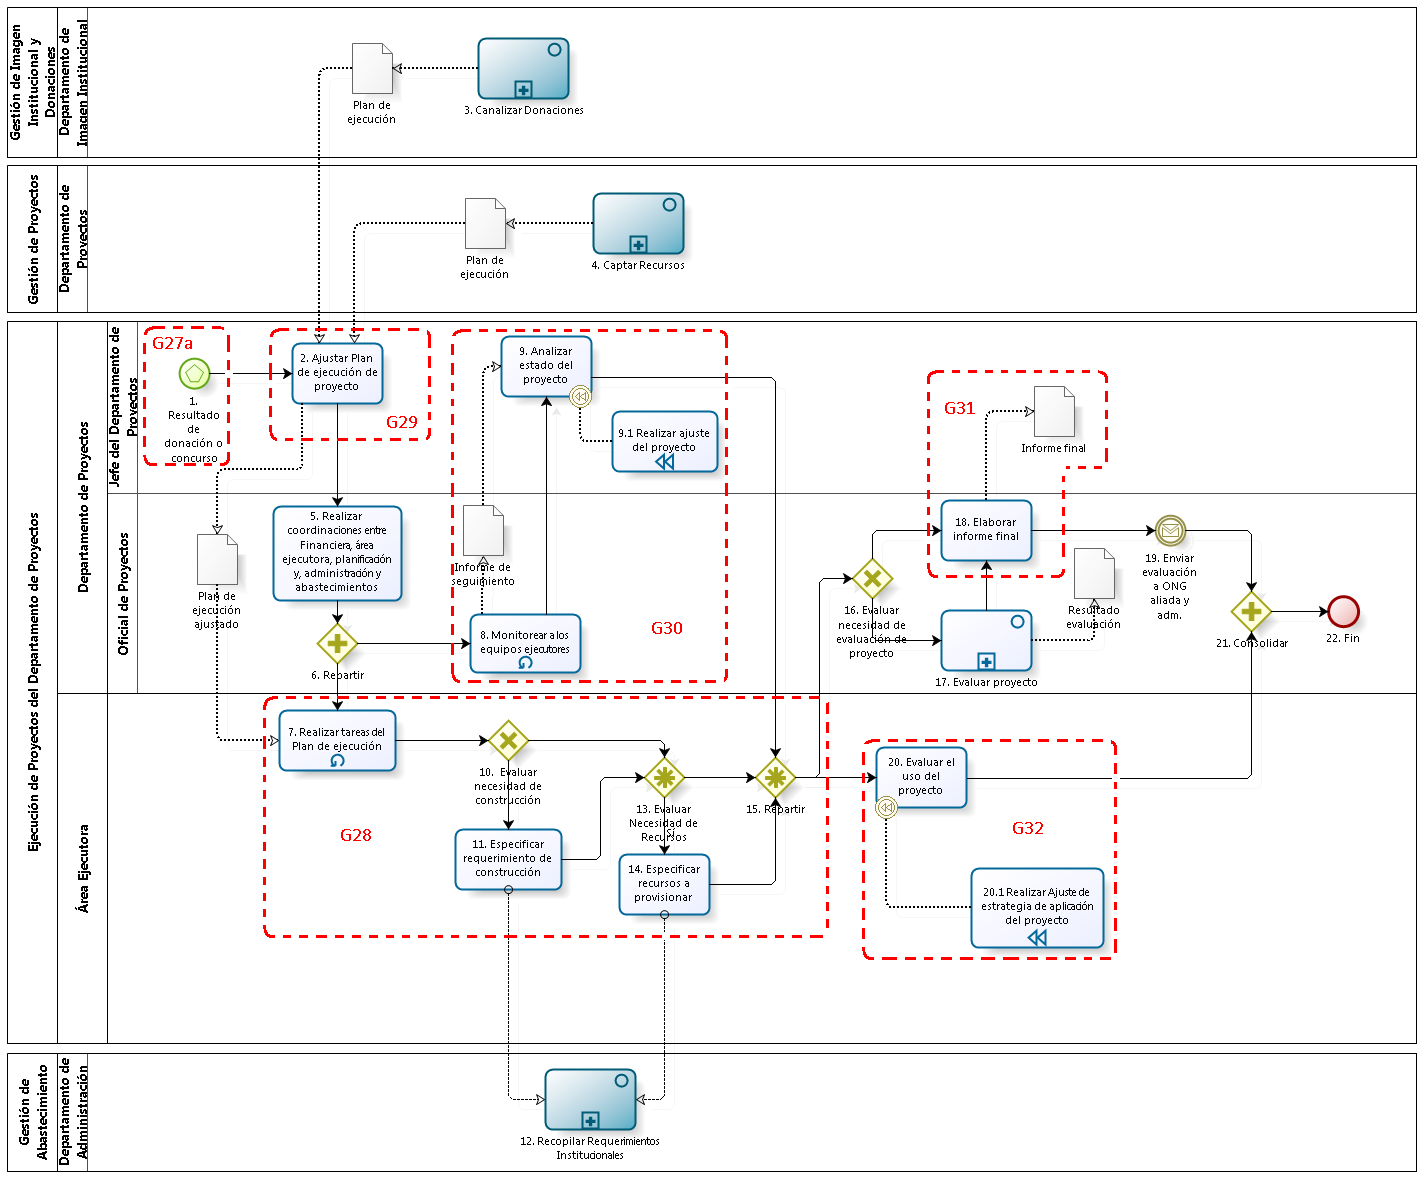 Gestión de Imagen
Institucional y
Donaciones
Departamento de
Imagen Institucional
Plan de
ejecución
3. Canalizar Donaciones
Gestión de Proyectos
Departamento de
Proyectos
Plan de
ejecución
4. Captar Recursos
Ejecución de Proyectos del Departamento de Proyectos
Departamento de Proyectos
Jefe del Departamento de
Proyectos
G27a
1.
Resultado
de
donación o
concurso
2. Ajustar Plan
de ejecución de
proyecto
G29
9. Analizar
estado del
proyecto
9.1 Realizar ajuste
del proyecto
G31
Informe final
Oficial de Proyectos
Plan de
ejecución
ajustado
5. Realizar
coordinaciones entre
Financiera, área
ejecutora, planificación
y, administración y
abastecimientos
6. Repartir
Informe de
seguimiento
8. Monitorear a los
equipos ejecutores
G30
16. Evaluar
necesidad de
evaluación de
proyecto
18. Elaborar
informe final
17. Evaluar proyecto
Resultado
evaluación
19. Enviar
evaluación
a ONG
aliada y
adm.
21. Consolidar
22. Fin
Área Ejecutora
7. Realizar tareas del
Plan de ejecución
10. Evaluar
necesidad de
construcción
G28
11. Especificar
requerimiento de
construcción
13. Evaluar
Necesidad de
Recursos
Sí
14. Especificar
recursos a
provisionar
15. Repartir
20. Evaluar el
uso del
proyecto
G32
20.1 Realizar Ajuste de
estrategia de aplicación
del proyecto
Gestión de
Abastecimiento
Departamento de
Administración
12. Recopilar Requerimientos
Institucionales